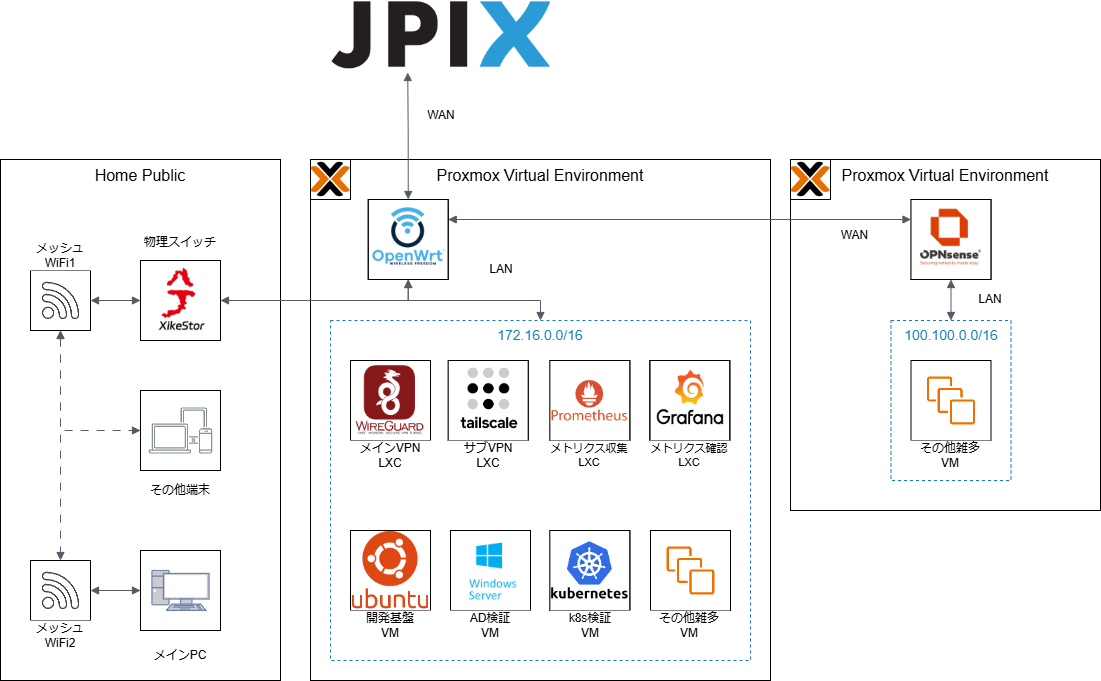 JPIX
WAN
Home Public
Proxmox Virtual Environment
Proxmox Virtual Environment
メッシュ
WiFi1
物理スイッチ
XikeStor
OpenWrt
WIRELESS FREEDOM
LAN
WAN
OPNsense
Securing networks made easy
LAN
172.16.0.0/16
100.100.0.0/16
WIREGUARD
メインVPN
LXC
tailscale
サブVPN
LXC
Prometheus
メトリクス収集
LXC
Grafana
メトリクス確認
LXC
その他雑多
VM
その他端末
ubuntu
開発基盤
VM
Windows
Server
AD検証
VM
kubernetes
k8s検証
VM
その他雑多
VM
メッシュ
WiFi2
メインPC